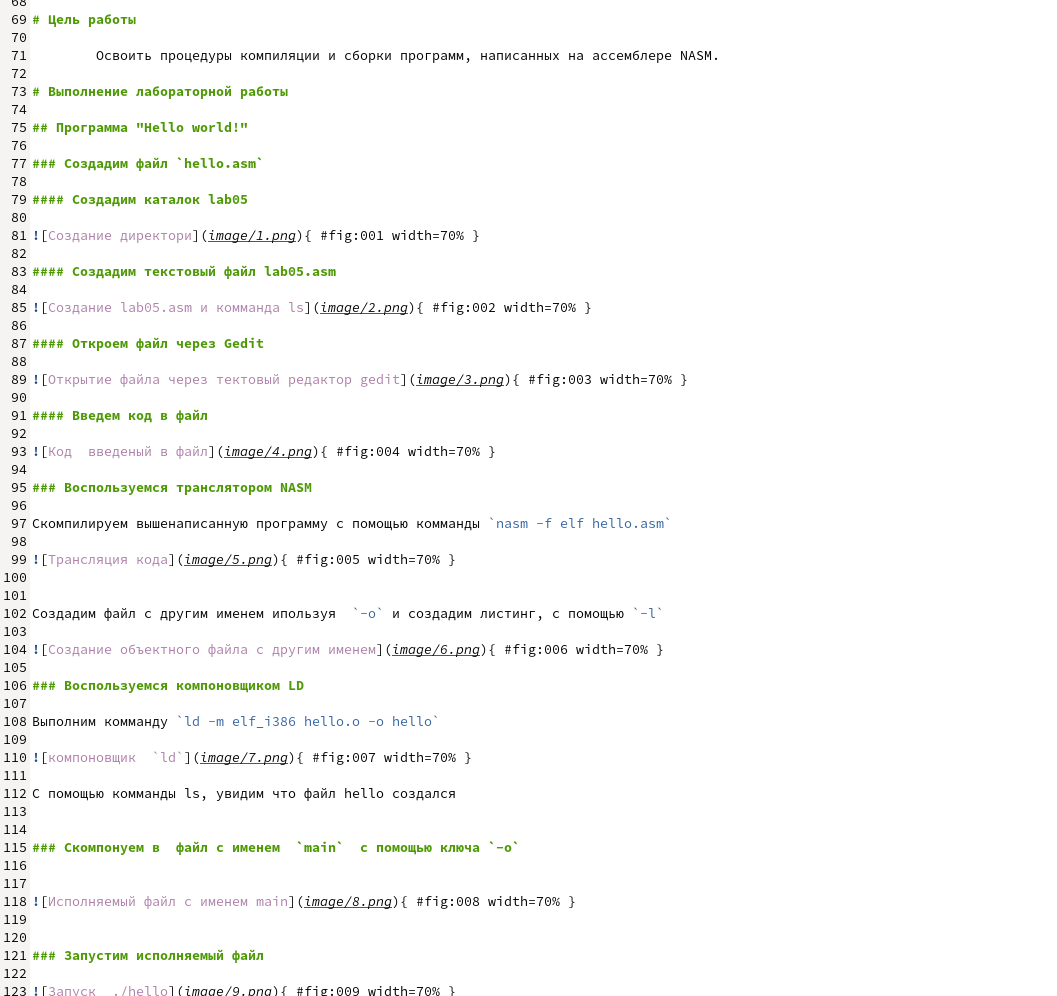 68
69 # Цель работы
70
71 Освоить процедуры компиляции и сборки программ, написанных на ассемблере NASM.
72
73 # Выполнение лабораторной работы
74
75 ## Программа "Hello world!"
76
77 ### Создадим файл `hello.asm`
78
79 #### Создадим каталок lab05
80
81 ![Создание директори](image/1.png){ #fig:001 width=70% }
82
83 #### Создадим текстовый файл lab05.asm
84
85 ![Создание lab05.asm и комманда ls](image/2.png){ #fig:002 width=70% }
86
87 #### Откроем файл через Gedit
88
89 ![Открытие файла через тектовый редактор gedit](image/3.png){ #fig:003 width=70% }
90
91 #### Введем код в файл
92
93 ![Код  введеный в файл](image/4.png){ #fig:004 width=70% }
94
95 ### Воспользуемся транслятором NASM
96
97 Скомпилируем вышенаписанную программу с помощью комманды `nasm -f elf hello.asm`
98
99 ![Трансляция кода](image/5.png){ #fig:005 width=70% }
100
101
102 Создадим файл с другим именем ипользуя  `-o` и создадим листинг, с помощью `-l`
103
104 ![Создание объектного файла с другим именем](image/6.png){ #fig:006 width=70% }
105
106 ### Воспользуемся компоновщиком LD
107
108 Выполним комманду `ld -m elf_i386 hello.o -o hello`
109
110 ![компоновщик  `ld`](image/7.png){ #fig:007 width=70% }
111
112 С помощью комманды ls, увидим что файл hello создался
113
114
115 ### Скомпонуем в  файл с именем  `main`  с помощью ключа `-o`
116
117
118 ![Исполняемый файл с именем main](image/8.png){ #fig:008 width=70% }
119
120
121 ### Запустим исполняемый файл
122
123 ![Запуск  ./hello](image/9.png){ #fig:009 width=70% }